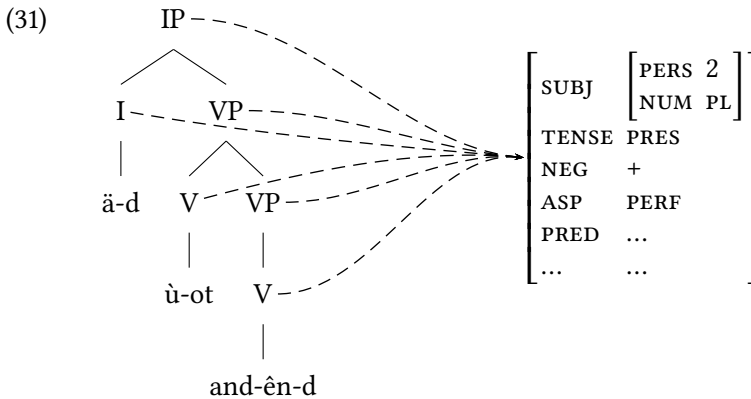 (31)
IP
I VP
ä-d V VP
ù-ot V
and-ên-d
SUBJ PERS 2
NUM PL
TENSE PRES
NEG +
ASP PERF
PRED ...
... ...